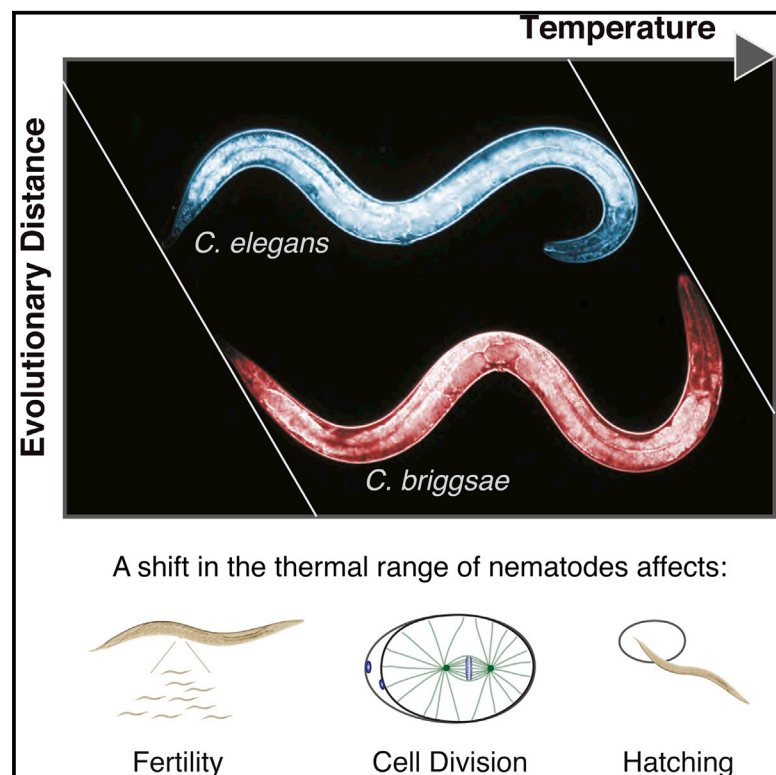 Temperature
Evolutionary Distance
C. elegans
C. briggsae
A shift in the thermal range of nematodes affects:
Fertility
Cell Division
Hatching